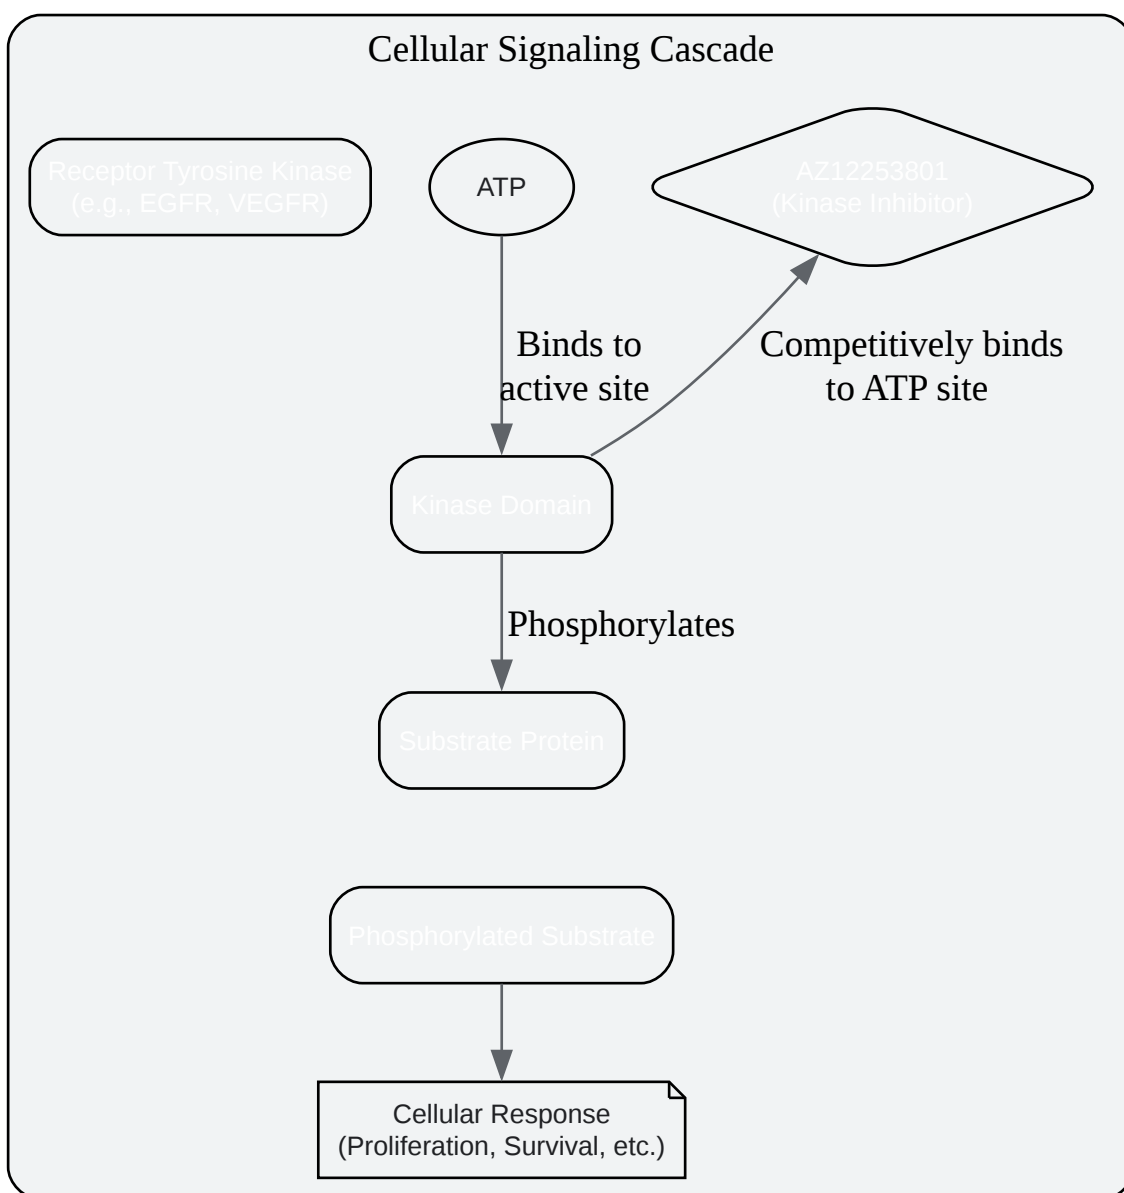 Cellular Signaling Cascade
Receptor Tyrosine Kinase
(e.g., EGFR, VEGFR)
ATP
AZ12253801
(Kinase Inhibitor)
Binds to
active site
Competitively binds
to ATP site
Kinase Domain
Phosphorylates
Substrate Protein
Phosphorylated Substrate
Cellular Response
(Proliferation, Survival, etc.)